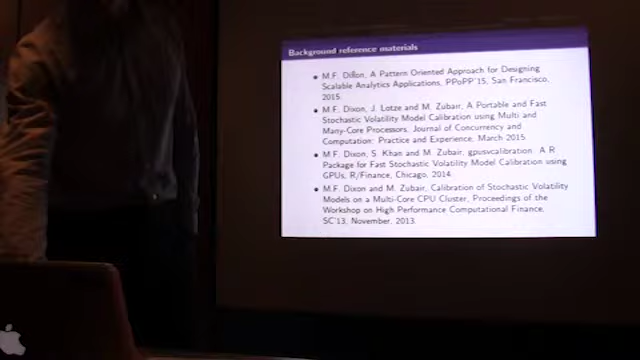 Background reference materials
M.F. Dixon, A Pattern Oriented Approach for Designing
Scalable Analytics Applications, PPoPP'15, San Francisco,
2015.
M.F. Dixon, J. Lotze and M. Zubair, A Portable and Fast
Stochastic Volatility Model Calibration using Multi and
Many-Core Processors, Journal of Concurrency and
Computation: Practice and Experience, March 2015.
M.F. Dixon, S. Khan and M. Zubair, gpusvcalibration: A R
Package for Fast Stochastic Volatility Model Calibration using
GPUs, R/Finance, Chicago, 2014.
M.F. Dixon and M. Zubair, Calibration of Stochastic Volatility
Models on a Multi-Core CPU Cluster, Proceedings of the
Workshop on High Performance Computational Finance,
SC'13, November, 2013.